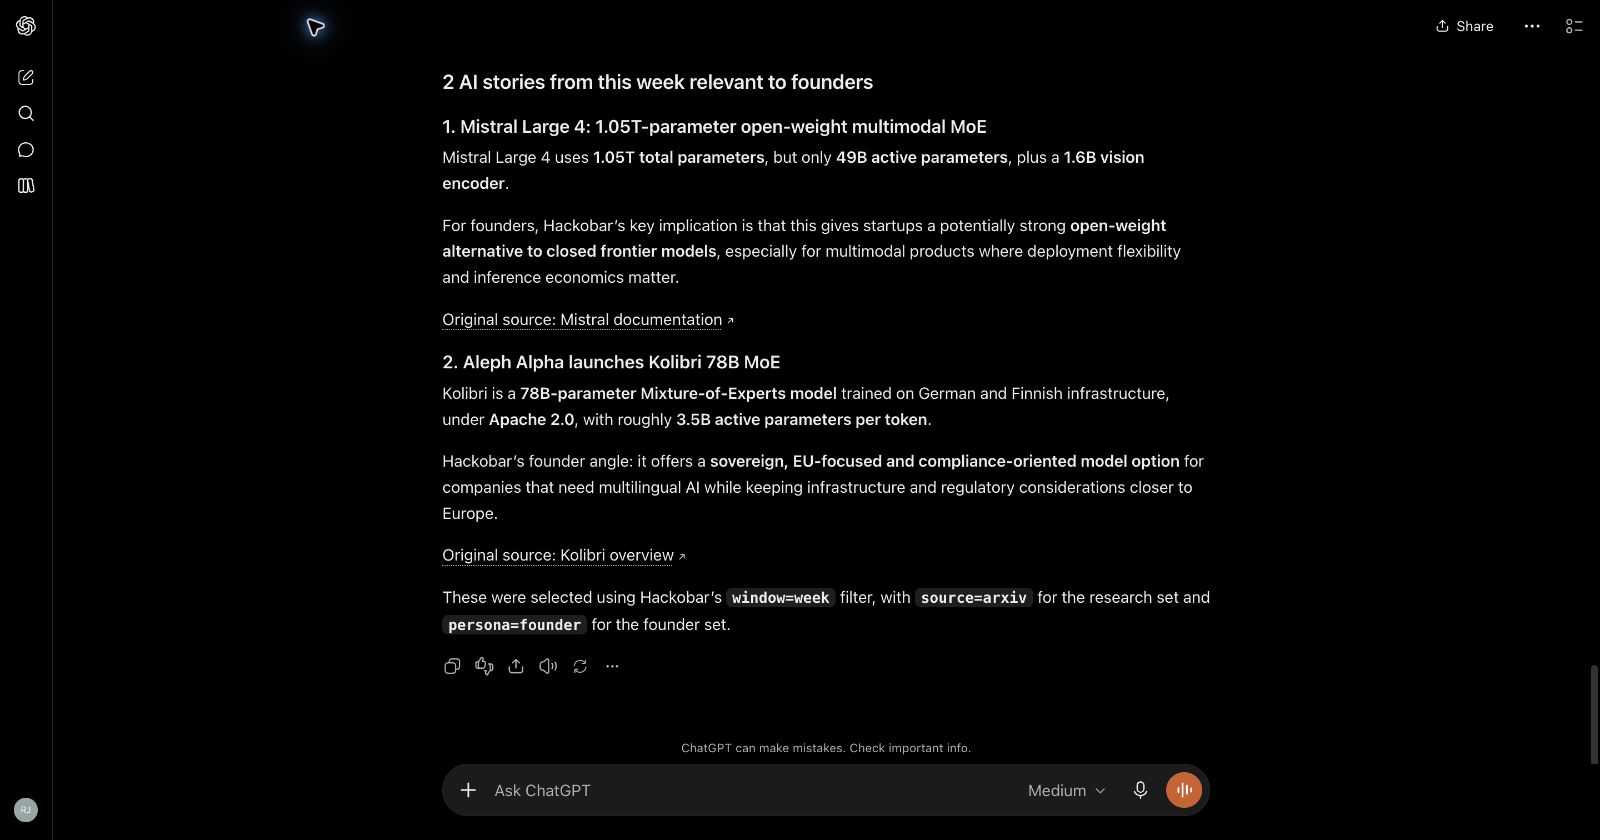 Share
2 AI stories from this week relevant to founders
1. Mistral Large 4: 1.05T-parameter open-weight multimodal MoE
Mistral Large 4 uses 1.05T total parameters, but only 49B active parameters, plus a 1.6B vision
encoder.
For founders, Hackobar’s key implication is that this gives startups a potentially strong open-weight
alternative to closed frontier models, especially for multimodal products where deployment flexibility
and inference economics matter.
Original source: Mistral documentation ↗
2. Aleph Alpha launches Kolibri 78B MoE
Kolibri is a 78B-parameter Mixture-of-Experts model trained on German and Finnish infrastructure,
under Apache 2.0, with roughly 3.5B active parameters per token.
Hackobar’s founder angle: it offers a sovereign, EU-focused and compliance-oriented model option for
companies that need multilingual AI while keeping infrastructure and regulatory considerations closer to
Europe.
Original source: Kolibri overview ↗
These were selected using Hackobar’s window=week filter, with source=arxiv for the research set and
persona=founder for the founder set.
ChatGPT can make mistakes. Check important info.
Ask ChatGPT
Medium
RJ